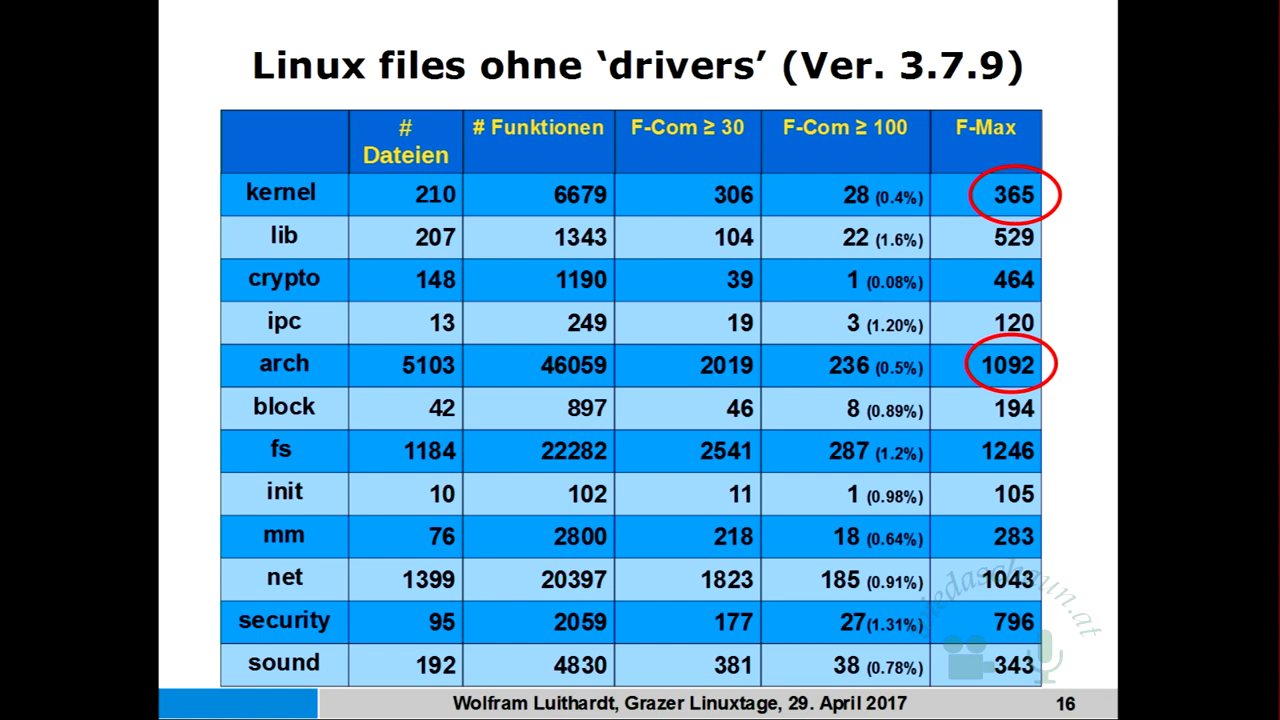 Linux files ohne ‘drivers’ (Ver. 3.7.9)
# Dateien # Funktionen F-Com ≥ 30 F-Com ≥ 100 F-Max
kernel 210 6679 306 28 (0.4%) 365
lib 207 1343 104 22 (1.6%) 529
crypto 148 1190 39 1 (0.08%) 464
ipc 13 249 19 3 (1.20%) 120
arch 5103 46059 2019 236 (0.5%) 1092
block 42 897 46 8 (0.89%) 194
fs 1184 22282 2541 287 (1.2%) 1246
init 10 102 11 1 (0.98%) 105
mm 76 2800 218 18 (0.64%) 283
net 1399 20397 1823 185 (0.91%) 1043
security 95 2059 177 27(1.31%) 796
sound 192 4830 381 38 (0.78%) 343
Wolfram Luithardt, Grazer Linuxtage, 29. April 2017 16